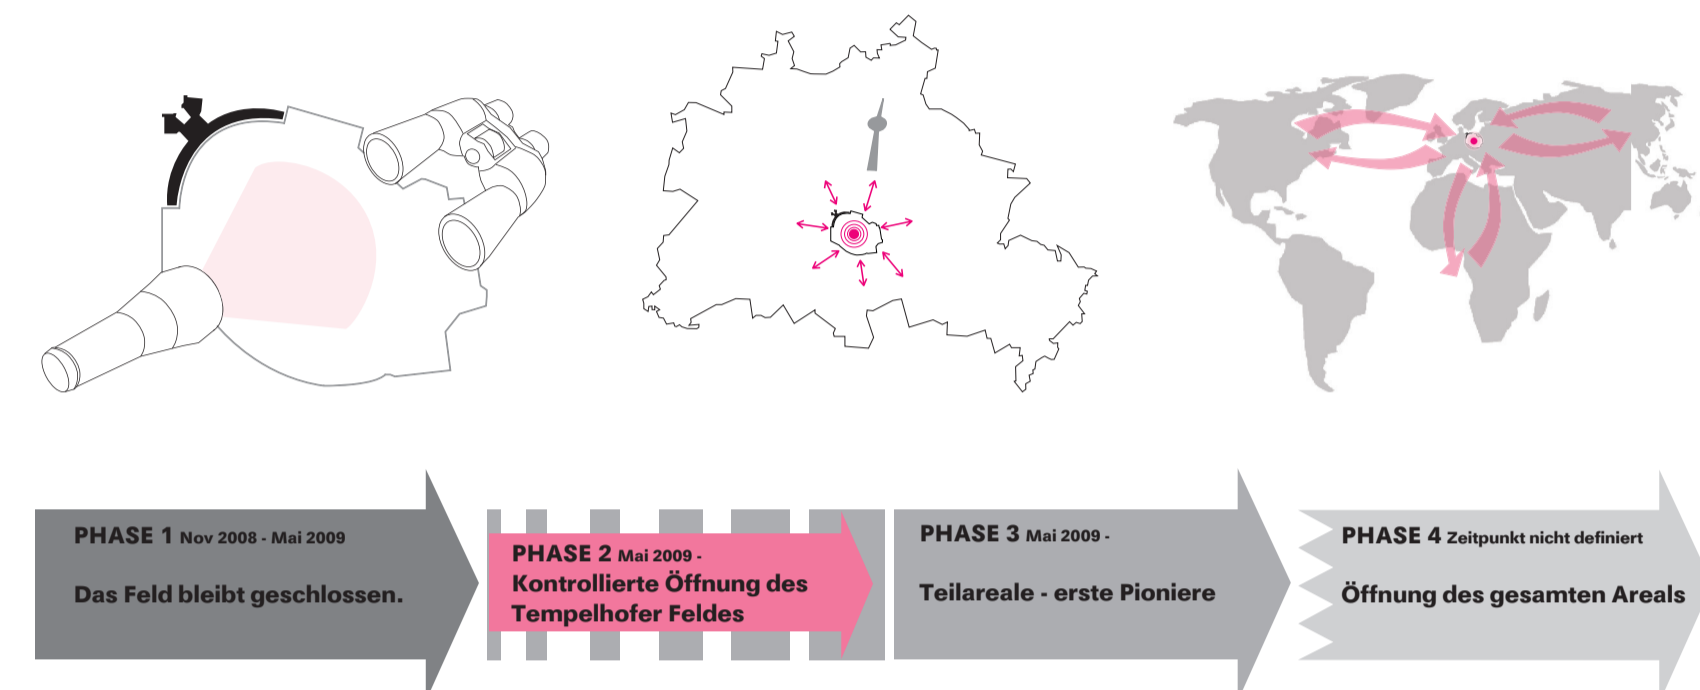 PHASE 1 Nov 2008 - Mai 2009
Das Feld bleibt geschlossen.
PHASE 2 Mai 2009 -
Kontrollierte Öffnung des
Tempelhofer Feldes
PHASE 3 Mai 2009 -
Teilareale - erste Pioniere
PHASE 4 Zeitpunkt nicht definiert
Öffnung des gesamten Areals